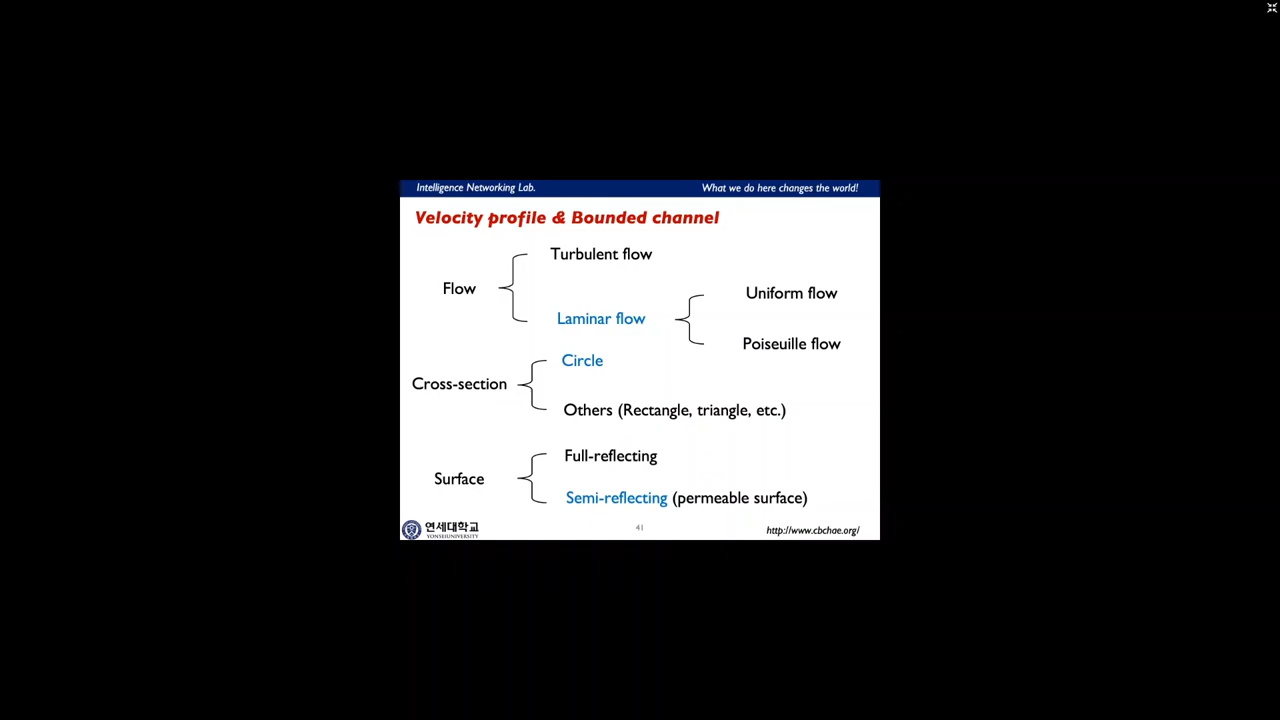 Intelligence Networking Lab.
What we do here changes the world!
Velocity profile & Bounded channel
Turbulent flow
Flow
Uniform flow
Laminar flow
Poiseuille flow
Circle
Cross-section
Others (Rectangle, triangle, etc.)
Full-reflecting
Surface
Semi-reflecting (permeable surface)
연세대학교
YONSEI UNIVERSITY
41
http://www.cbchae.org/